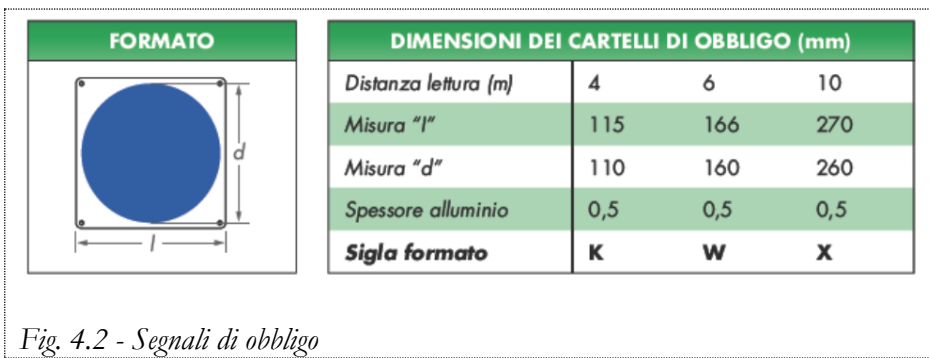 FORMATO
d
l
DIMENSIONI DEI CARTELLI DI OBBLIGO (mm)
Distanza lettura (m) 4 6 10
Misura "l" 115 166 270
Misura "d" 110 160 260
Spessore alluminio 0,5 0,5 0,5
Sigla formato K W X
Fig. 4.2 - Segnali di obbligo